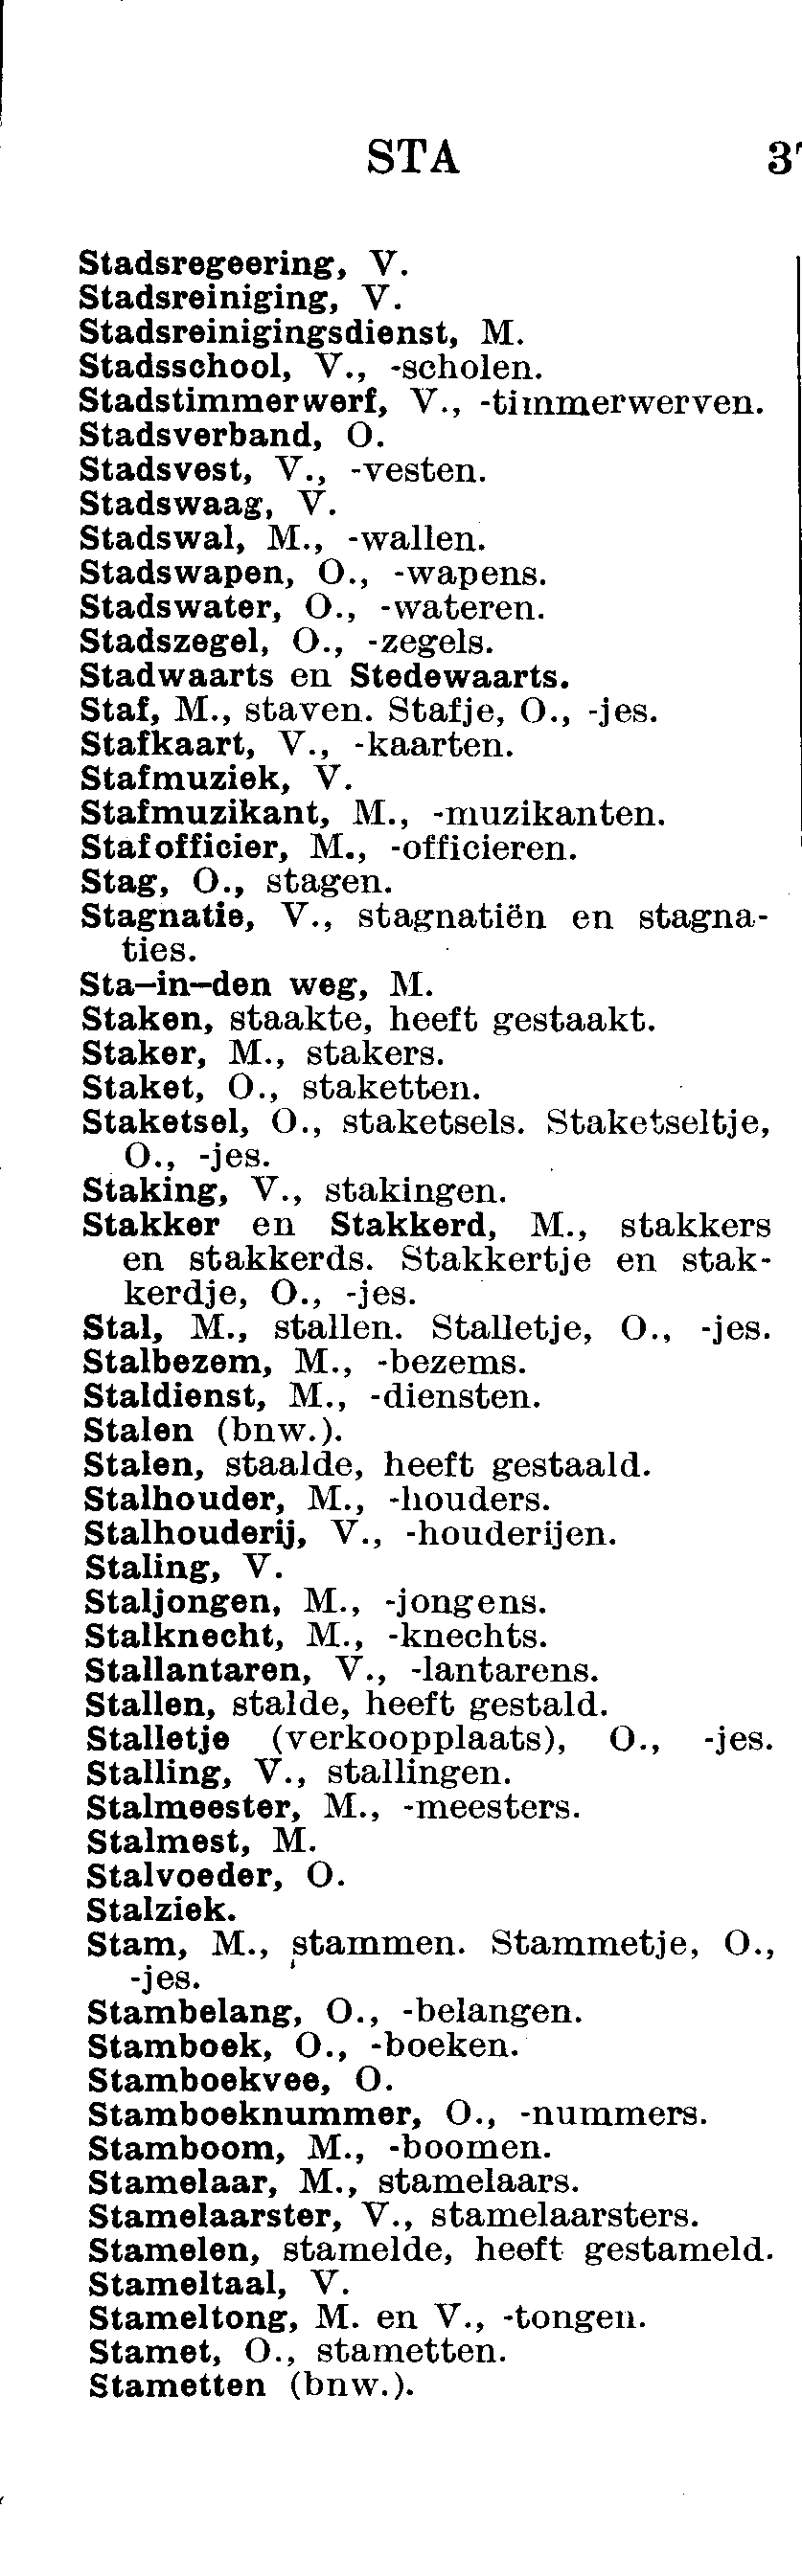 STA
Stadsregeering, V.
Stadsreiniging, V.
Stadsreinigingsdienst, M.
Stadsschool, V., -scholen.
Stadstimmerwerf, V., -timmerwerven.
Stadsverband, O.
Stadsvest, V., -vesten.
Stadswaag, V.
Stadswal, M., -wallen.
Stadswapen, O., -wapens.
Stadswater, O., -wateren.
Stadszegel, O., -zegels.
Stadwaarts en Stedewaarts.
Staf, M., staven. Stafje, O., -jes.
Stafkaart, V., -kaarten.
Stafmuziek, V.
Stafmuzikant, M., -muzikanten.
Stafofficier, M., -officieren.
Stag, O., stagen.
Stagnatie, V., stagnatiën en stagna-
ties.
Sta-in-den weg, M.
Staken, staakte, heeft gestaakt.
Staker, M., stakers.
Staket, O., staketten.
Staketsel, O., staketsels. Staketseltje,
O., -jes.
Staking, V., stakingen.
Stakker en Stakkerd, M., stakkers
en stakkerds. Stakkertje en stak-
kerdje, O., -jes.
Stal, M., stallen. Stalletje, O., -jes.
Stalbezem, M., -bezems.
Staldienst, M., -diensten.
Stalen (bnw.).
Stalen, staalde, heeft gestaald.
Stalhouder, M., -houders.
Stalhouderij, V., -houderijen.
Staling, V.
Staljongen, M., -jongens.
Stalknecht, M., -knechts.
Stallantaren, V., -lantarens.
Stallen, stalde, heeft gestald.
Stalletje (verkoopplaats), O., -jes.
Stalling, V., stallingen.
Stalmeester, M., -meesters.
Stalmest, M.
Stalvoeder, O.
Stalziek.
Stam, M., stammen. Stammetje, O.,
-jes.
Stambelang, O., -belangen.
Stamboek, O., -boeken.
Stamboekvee, O.
Stamboeknummer, O., -nummers.
Stamboom, M., -boomen.
Stamelaar, M., stamelaars.
Stamelaarster, V., stamelaarsters.
Stamelen, stamelde, heeft gestameld.
Stameltaal, V.
Stameltong, M. en V., -tongen.
Stamet, O., stametten.
Stametten (bnw.).